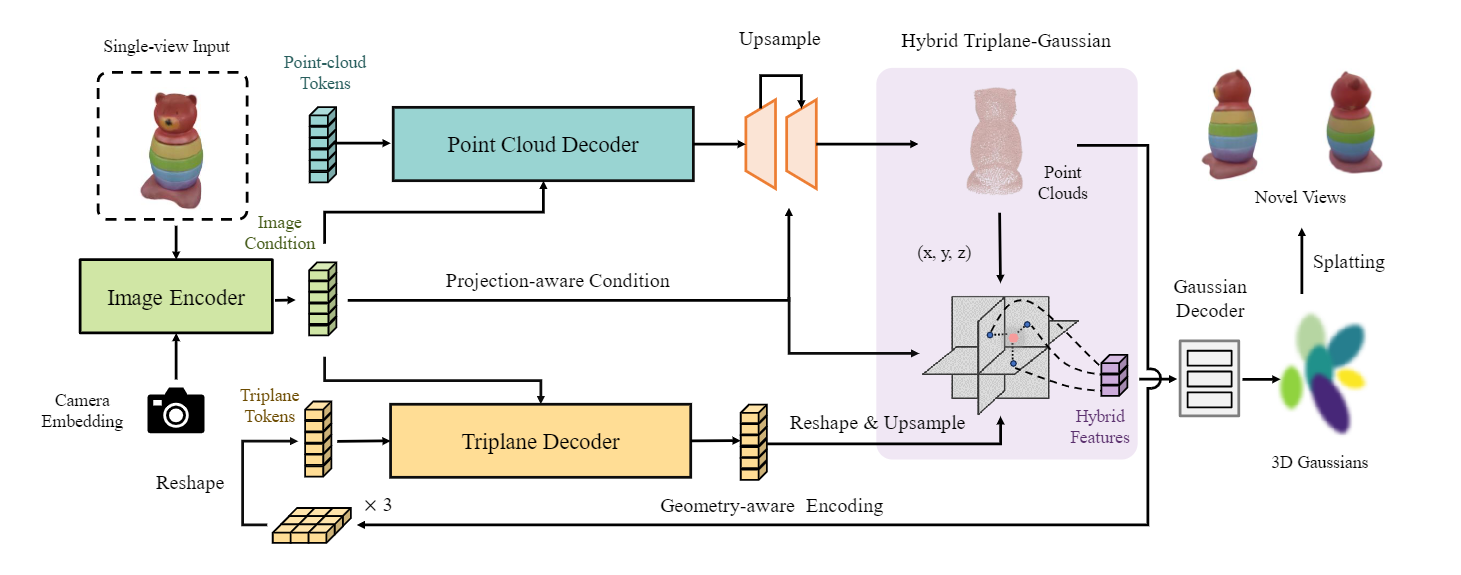 Single-view Input
Point-cloud
Tokens
Upsample
Hybrid Triplane-Gaussian
Point Cloud Decoder
Point
Clouds
Novel Views
Image
Condition
(x, y, z)
Splatting
Image Encoder
Projection-aware Condition
Gaussian
Decoder
Camera
Embedding
Triplane
Tokens
Triplane Decoder
Reshape & Upsample
Hybrid
Features
3D Gaussians
Reshape
× 3
Geometry-aware Encoding